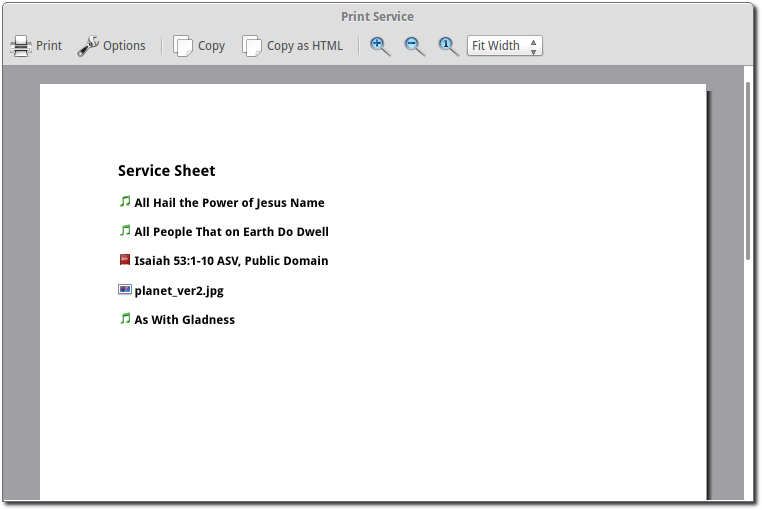 Print Service
Print Options Copy Copy as HTML 1 Fit Width
Service Sheet
All Hail the Power of Jesus Name
All People That on Earth Do Dwell
Isaiah 53:1-10 ASV, Public Domain
planet_ver2.jpg
As With Gladness